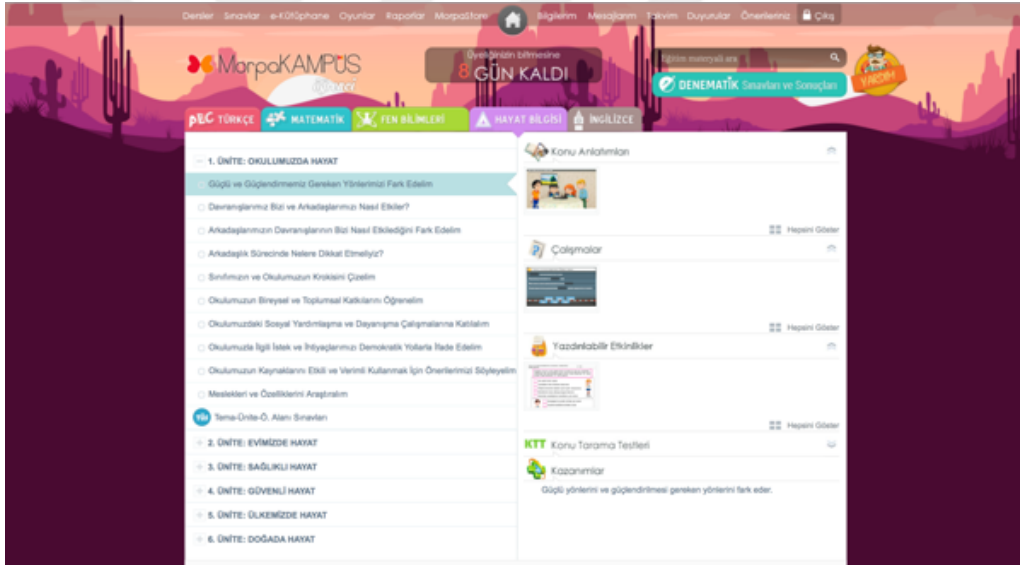 Dersler Sınavlar e-Kütüphane Oyunlar Raporlar MorpaStore Bilgilerim Mesajlarım Takvim Duyurular Önerileriniz Çıkış
MorpaKAMPÜS
Üyeliğinizin bitmesine
8 GÜN KALDI
Eğitim materyali ara
YARDIM
DENEMATİK Sınavları ve Sonuçları
TÜRKÇE MATEMATİK FEN BİLİMLERİ HAYAT BİLGİSİ İNGİLİZCE
1. ÜNİTE: OKULUMUZDA HAYAT
Güçlü ve Güçlendirmemiz Gereken Yönlerimizi Fark Edelim
Davranışlarımız Bizi ve Arkadaşlarımızı Nasıl Etkiler?
Arkadaşlarımızın Davranışlarının Bizi Nasıl Etkilediğini Fark Edelim
Arkadaşlık Sürecinde Nelere Dikkat Etmeliyiz?
Sınıfımızın ve Okulumuzun Krokisini Çizelim
Okulumuzun Bireysel ve Toplumsal Katkılarını Öğrenelim
Okulumuzdaki Sosyal Yardımlaşma ve Dayanışma Çalışmalarına Katılalım
Okulumuzla İlgili İstek ve İhtiyaçlarımızı Demokratik Yollarla İfade Edelim
Okulumuzun Kaynaklarını Etkili ve Verimli Kullanmak İçin Önerilerimizi Söyleyelim
Meslekleri ve Özelliklerini Araştıralım
Tema-Ünite-Ö. Alanı Sınavları
2. ÜNİTE: EVİMİZDE HAYAT
3. ÜNİTE: SAĞLIKLI HAYAT
4. ÜNİTE: GÜVENLİ HAYAT
5. ÜNİTE: ÜLKEMİZDE HAYAT
6. ÜNİTE: DOĞADA HAYAT
Konu Anlatımları
Hepsini Göster
Çalışmalar
Hepsini Göster
Yazdırılabilir Etkinlikler
Hepsini Göster
KTT Konu Tarama Testleri
Kazanımlar
Güçlü yönlerini ve güçlendirilmesi gereken yönlerini fark eder.